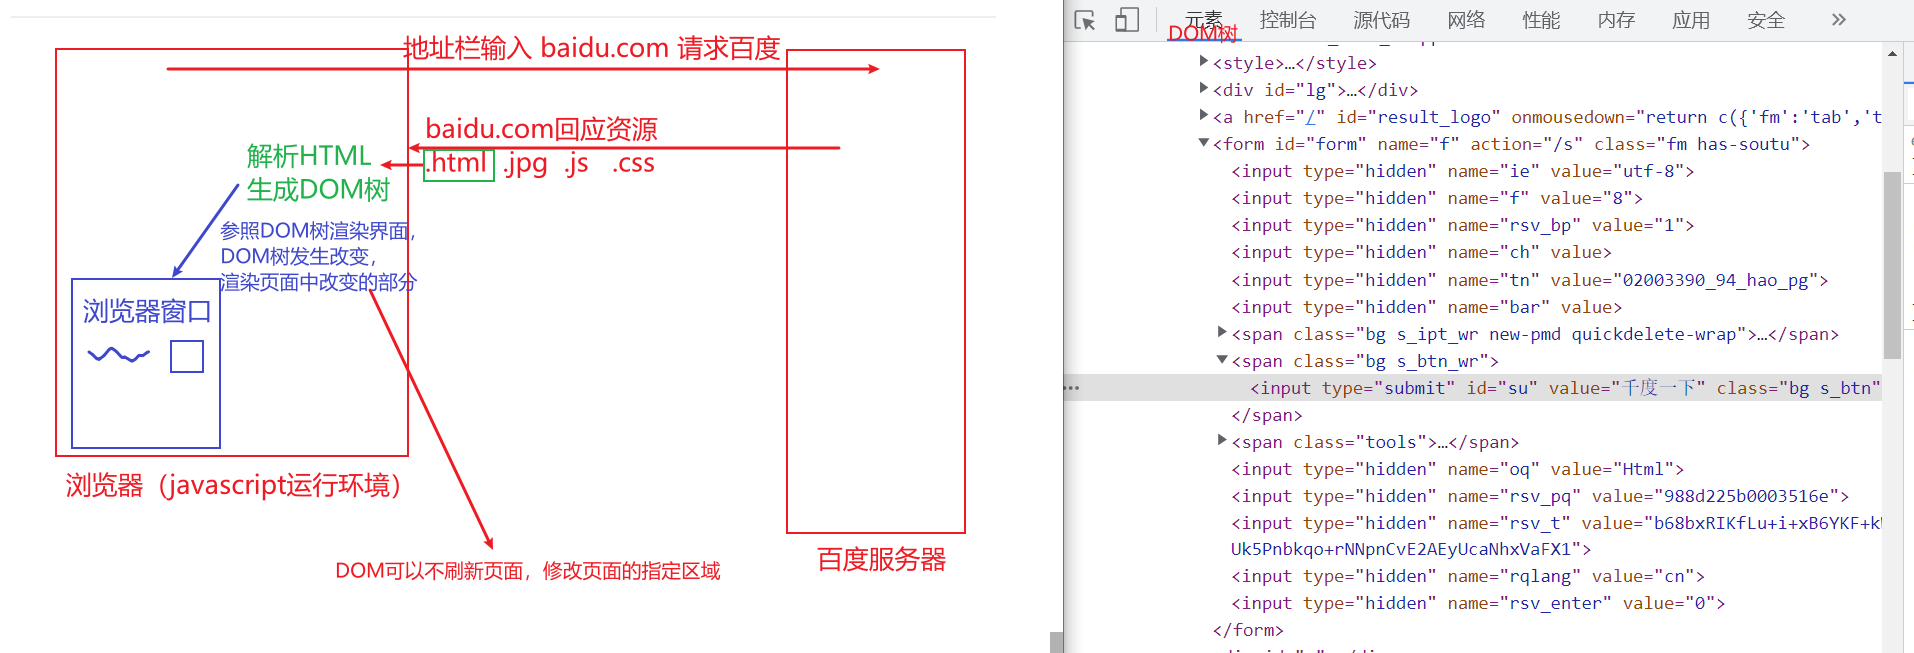 地址栏输入 baidu.com 请求百度
baidu.com回应资源
.html .jpg .js .css
解析HTML
生成DOM树
参照DOM树渲染界面,
DOM树发生改变,
渲染页面中改变的部分
浏览器窗口
浏览器（javascript运行环境）
百度服务器
DOM可以不刷新页面，修改页面的指定区域
元素 控制台 源代码 网络 性能 内存 应用 安全 »
DOM树
<style>…</style>
<div id="lg">…</div>
<a href="/" id="result_logo" onmousedown="return c({'fm':'tab','t
<form id="form" name="f" action="/s" class="fm has-soutu">
<input type="hidden" name="ie" value="utf-8">
<input type="hidden" name="f" value="8">
<input type="hidden" name="rsv_bp" value="1">
<input type="hidden" name="ch" value>
<input type="hidden" name="tn" value="02003390_94_hao_pg">
<input type="hidden" name="bar" value>
<span class="bg s_ipt_wr new-pmd quickdelete-wrap">…</span>
<span class="bg s_btn_wr">
<input type="submit" id="su" value="千度一下" class="bg s_btn"
</span>
<span class="tools">…</span>
<input type="hidden" name="oq" value="Html">
<input type="hidden" name="rsv_pq" value="988d225b0003516e">
<input type="hidden" name="rsv_t" value="b68bxRIKfLu+i+xB6YKF+k
Uk5Pnbkqo+rNNpnCvE2AEyUcaNhxVaFX1">
<input type="hidden" name="rqlang" value="cn">
<input type="hidden" name="rsv_enter" value="0">
</form>